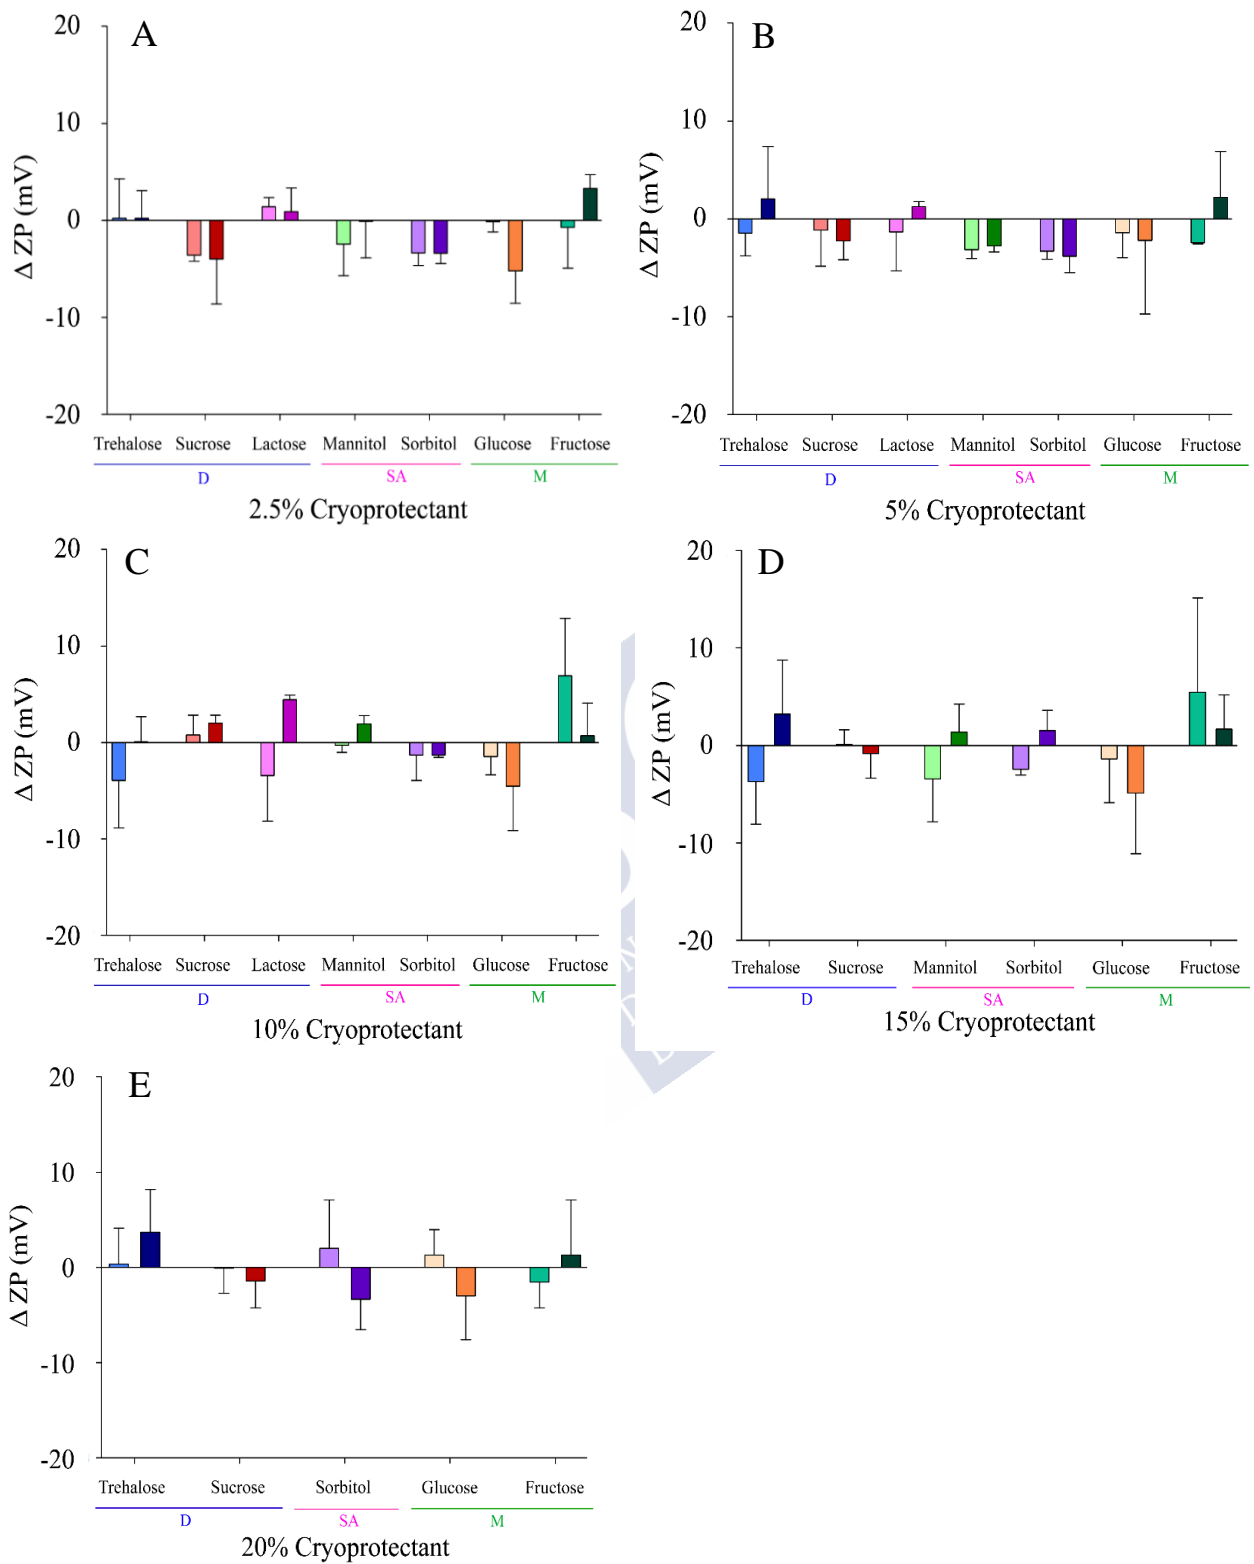 A
20
10
0
-10
-20
Δ ZP (mV)
Trehalose Sucrose Lactose Mannitol Sorbitol Glucose Fructose
D SA M
2.5% Cryoprotectant
B
20
10
0
-10
-20
Δ ZP (mV)
Trehalose Sucrose Lactose Mannitol Sorbitol Glucose Fructose
D SA M
5% Cryoprotectant
C
20
10
0
-10
-20
Δ ZP (mV)
Trehalose Sucrose Lactose Mannitol Sorbitol Glucose Fructose
D SA M
10% Cryoprotectant
D
20
10
0
-10
-20
Δ ZP (mV)
Trehalose Sucrose Mannitol Sorbitol Glucose Fructose
D SA M
15% Cryoprotectant
E
20
10
0
-10
-20
Δ ZP (mV)
Trehalose Sucrose Sorbitol Glucose Fructose
D SA M
20% Cryoprotectant